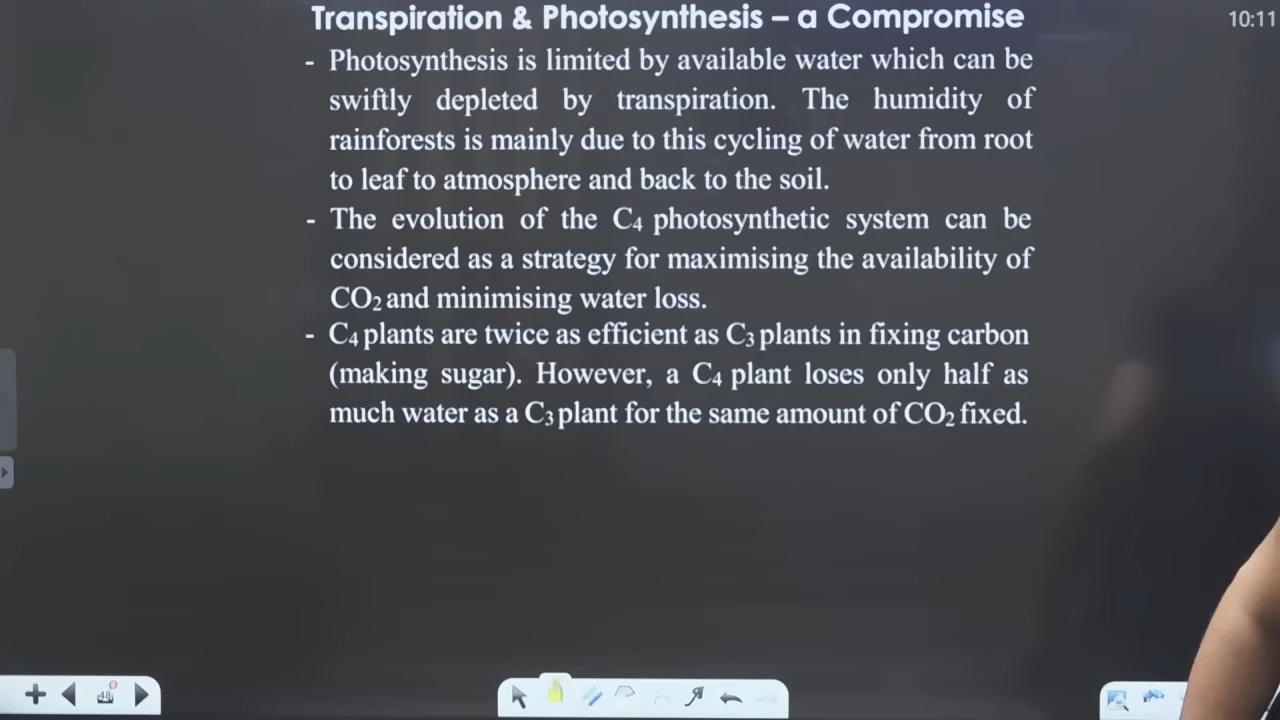 Transpiration & Photosynthesis – a Compromise
10:11
- Photosynthesis is limited by available water which can be
swiftly depleted by transpiration. The humidity of
rainforests is mainly due to this cycling of water from root
to leaf to atmosphere and back to the soil.
- The evolution of the C₄ photosynthetic system can be
considered as a strategy for maximising the availability of
CO₂ and minimising water loss.
- C₄ plants are twice as efficient as C₃ plants in fixing carbon
(making sugar). However, a C₄ plant loses only half as
much water as a C₃ plant for the same amount of CO₂ fixed.